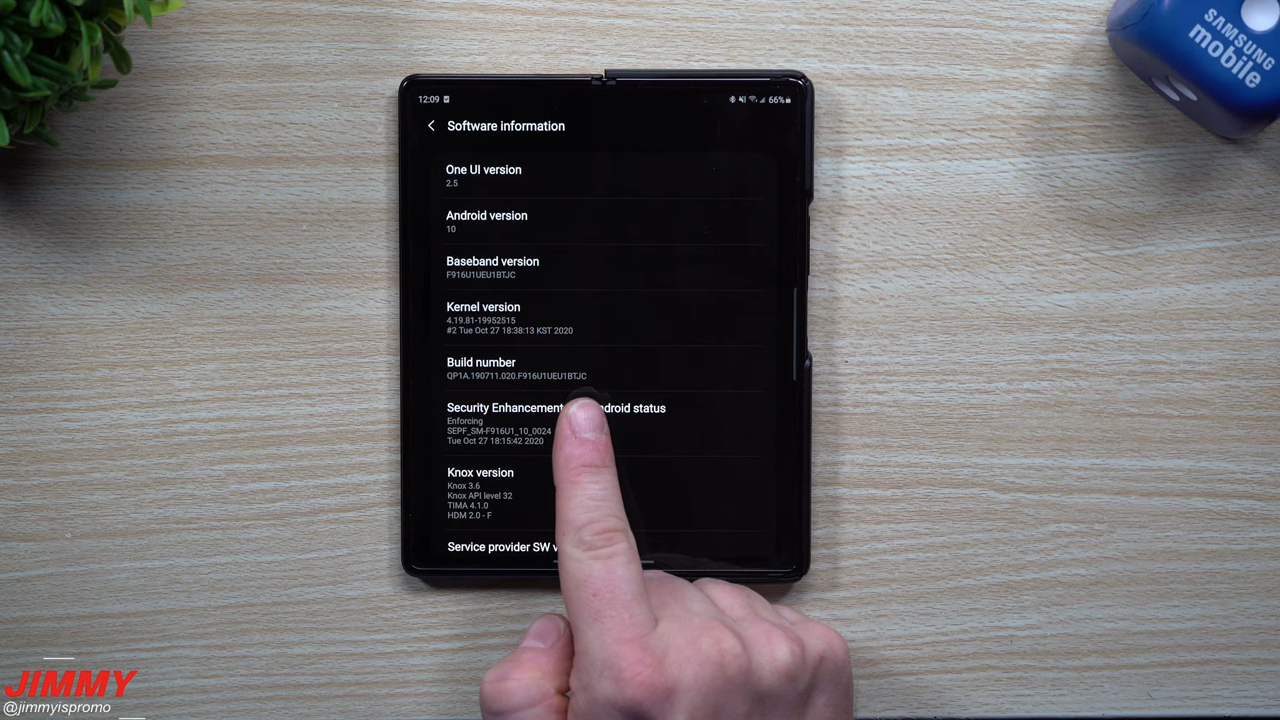 SAMSUNG
mobile
12:09
66%
Software information
One UI version
2.5
Android version
10
Baseband version
F916U1UEU1BTJC
Kernel version
4.19.81-19952515
#2 Tue Oct 27 18:38:13 KST 2020
Build number
QP1A.190711.020.F916U1UEU1BTJC
Security Enhancement ndroid status
Enforcing
SEPF_SM-F916U1_10_0024
Tue Oct 27 18:15:42 2020
Knox version
Knox 3.6
Knox API level 32
TIMA 4.1.0
HDM 2.0 - F
Service provider SW
JIMMY
@jimmyispromo